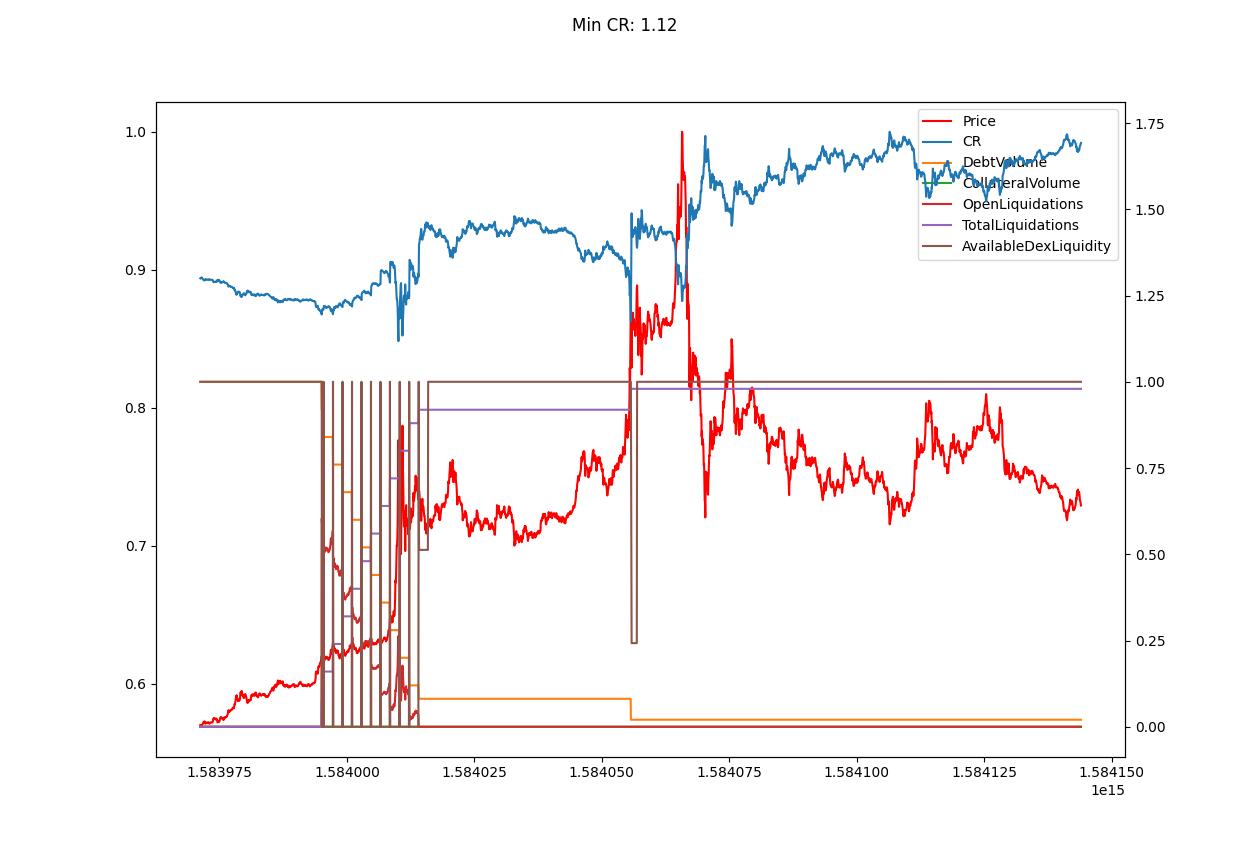 Min CR: 1.12
1.0
0.9
0.8
0.7
0.6
Price
CR
DebtVolume
CollateralVolume
OpenLiquidations
TotalLiquidations
AvailableDexLiquidity
1.75
1.50
1.25
1.00
0.75
0.50
0.25
0.00
1.583975 1.584000 1.584025 1.584050 1.584075 1.584100 1.584125 1.584150
1e15